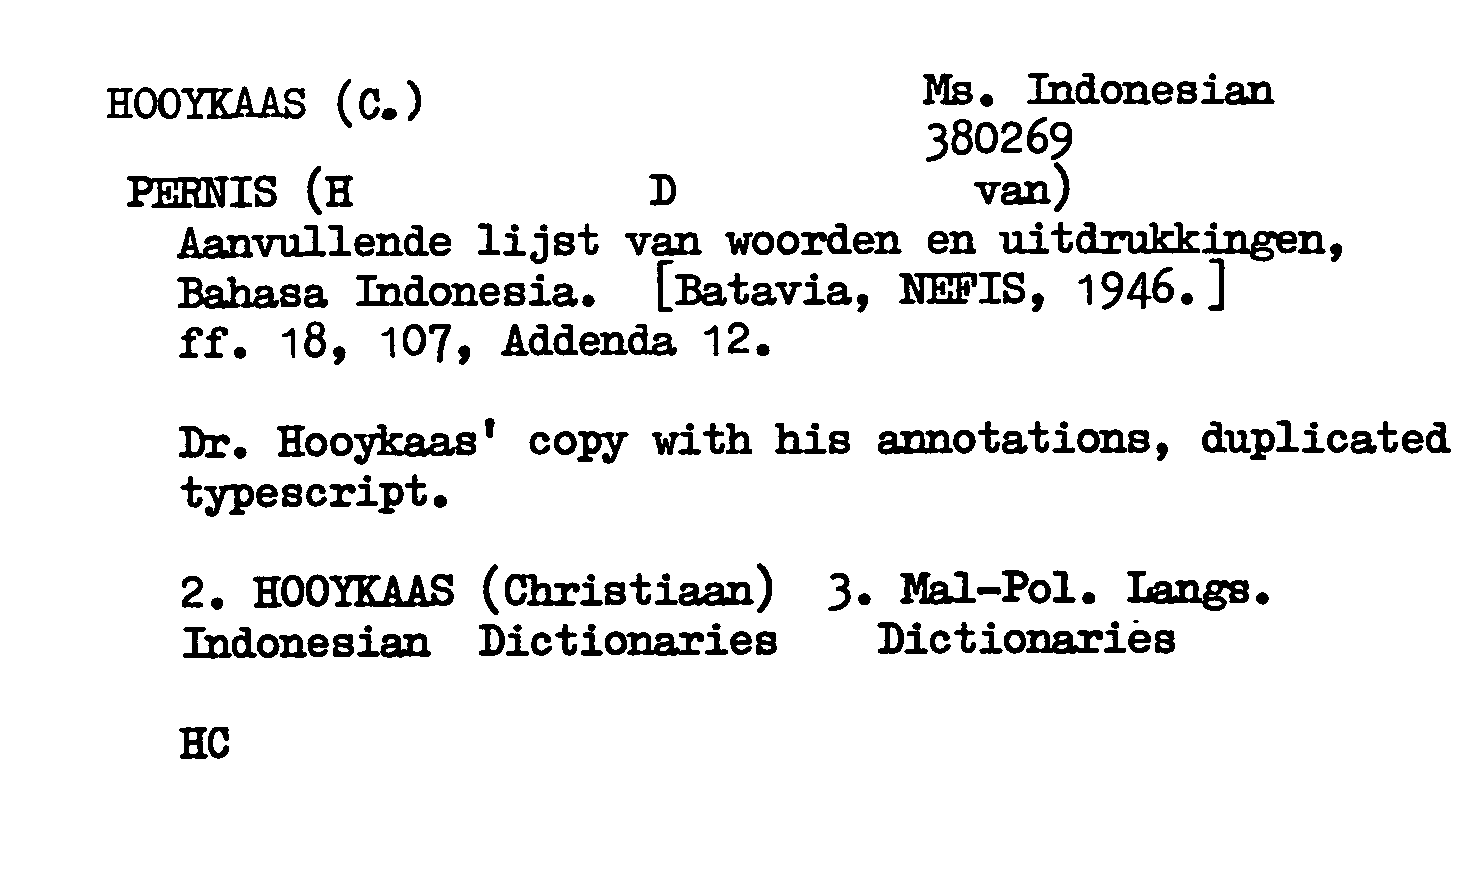 HOOYKAAS (C.)
Ms. Indonesian
380269
PERNIS (H D van)
Aanvullende lijst van woorden en uitdrukkingen,
Bahasa Indonesia. [Batavia, NEFIS, 1946.]
ff. 18, 107, Addenda 12.
Dr. Hooykaas' copy with his annotations, duplicated
typescript.
2. HOOYKAAS (Christiaan) 3. Mal-Pol. Langs.
Indonesian Dictionaries Dictionaries
HC